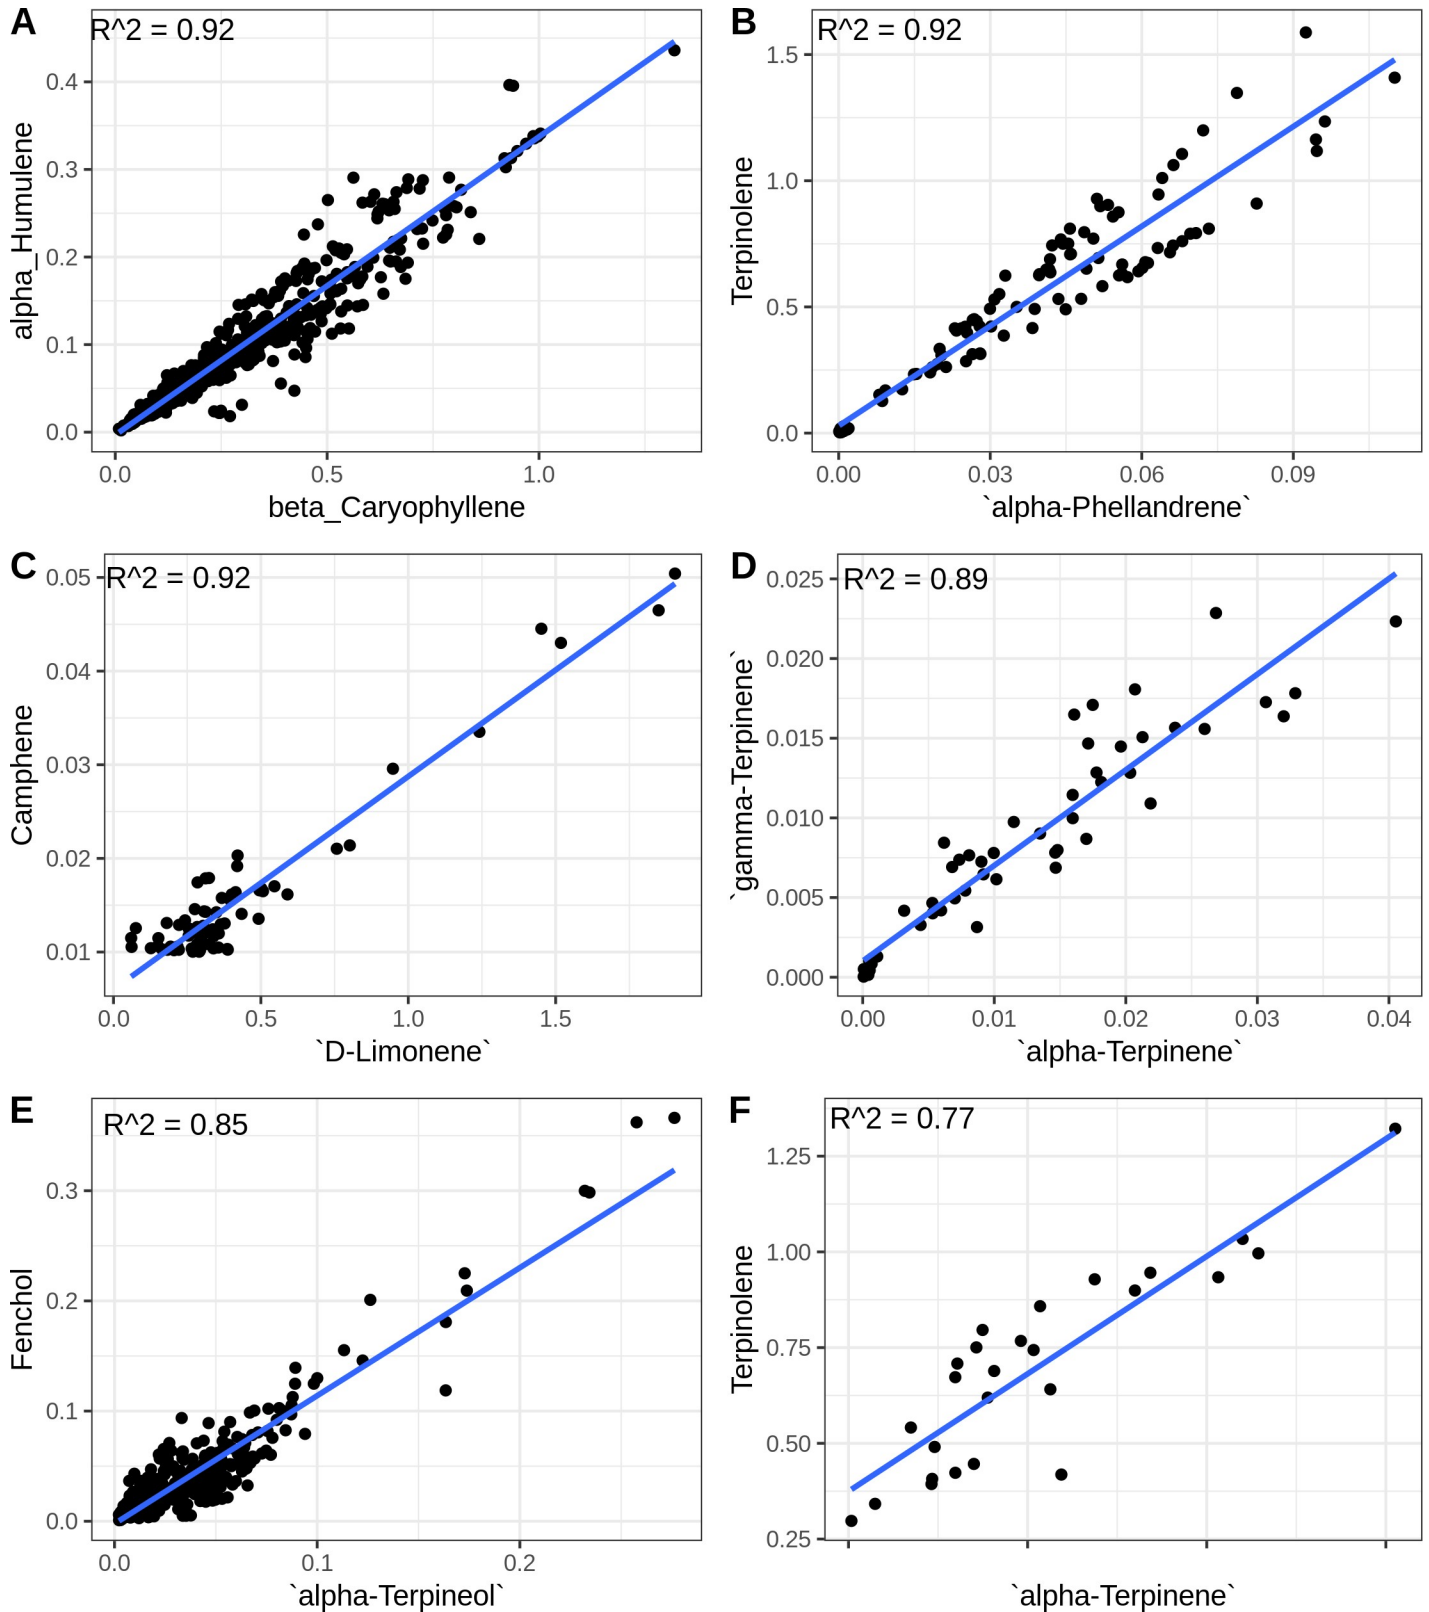 A
R^2 = 0.92
0.4
0.3
0.2
0.1
0.0
alpha_Humulene
0.0 0.5 1.0
beta_Caryophyllene
B
R^2 = 0.92
1.5
1.0
0.5
0.0
Terpinolene
0.00 0.03 0.06 0.09
`alpha-Phellandrene`
C
R^2 = 0.92
0.05
0.04
0.03
0.02
0.01
Camphene
0.0 0.5 1.0 1.5
`D-Limonene`
D
R^2 = 0.89
0.025
0.020
0.015
0.010
0.005
0.000
`gamma-Terpinene`
0.00 0.01 0.02 0.03 0.04
`alpha-Terpinene`
E
R^2 = 0.85
0.3
0.2
0.1
0.0
Fenchol
0.0 0.1 0.2
`alpha-Terpineol`
F
R^2 = 0.77
1.25
1.00
0.75
0.50
0.25
Terpinolene
`alpha-Terpinene`